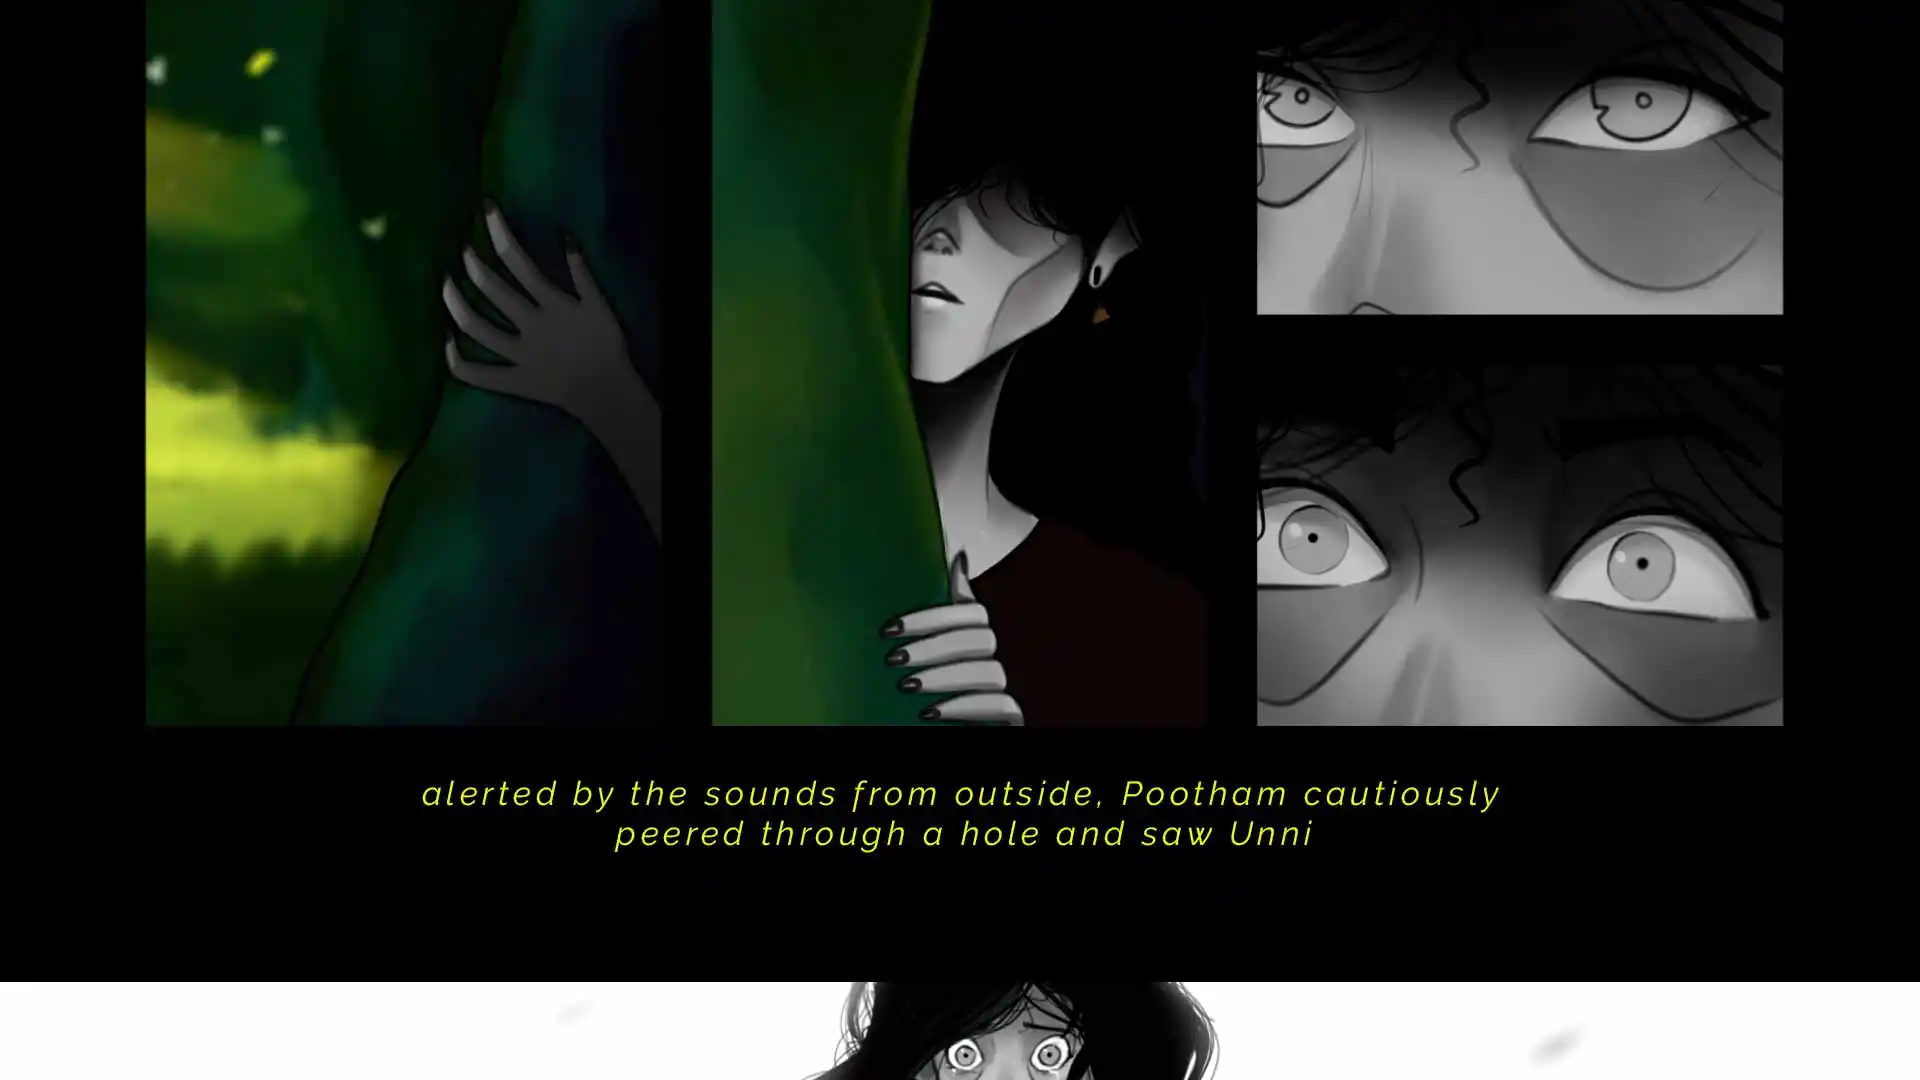 alerted by the sounds from outside, Pootham cautiously
peered through a hole and saw Unni